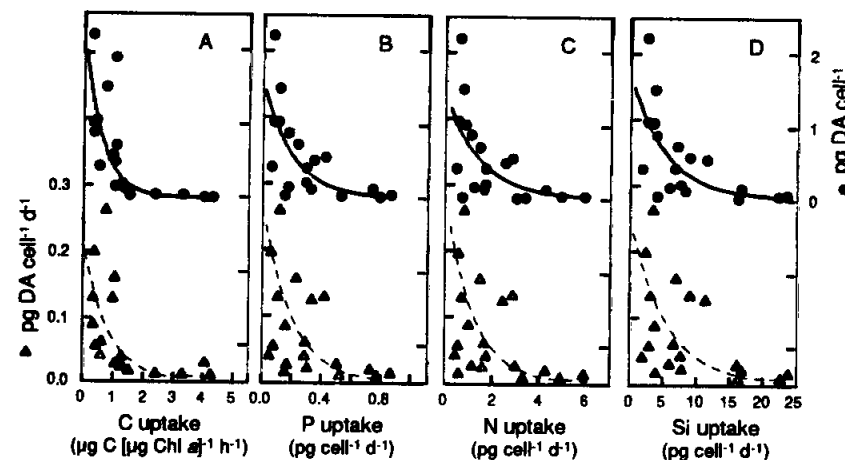 A
B
C
D
▲ pg DA cell⁻¹ d⁻¹
0.3
0.2
0.1
0.0
2
1
0
● pg DA cell⁻¹
0 1 2 3 4 5
0.0 0.4 0.8
0 2 4 6
0 5 10 15 20 25
C uptake
(µg C [µg Chl a]⁻¹ h⁻¹)
P uptake
(pg cell⁻¹ d⁻¹)
N uptake
(pg cell⁻¹ d⁻¹)
Si uptake
(pg cell⁻¹ d⁻¹)